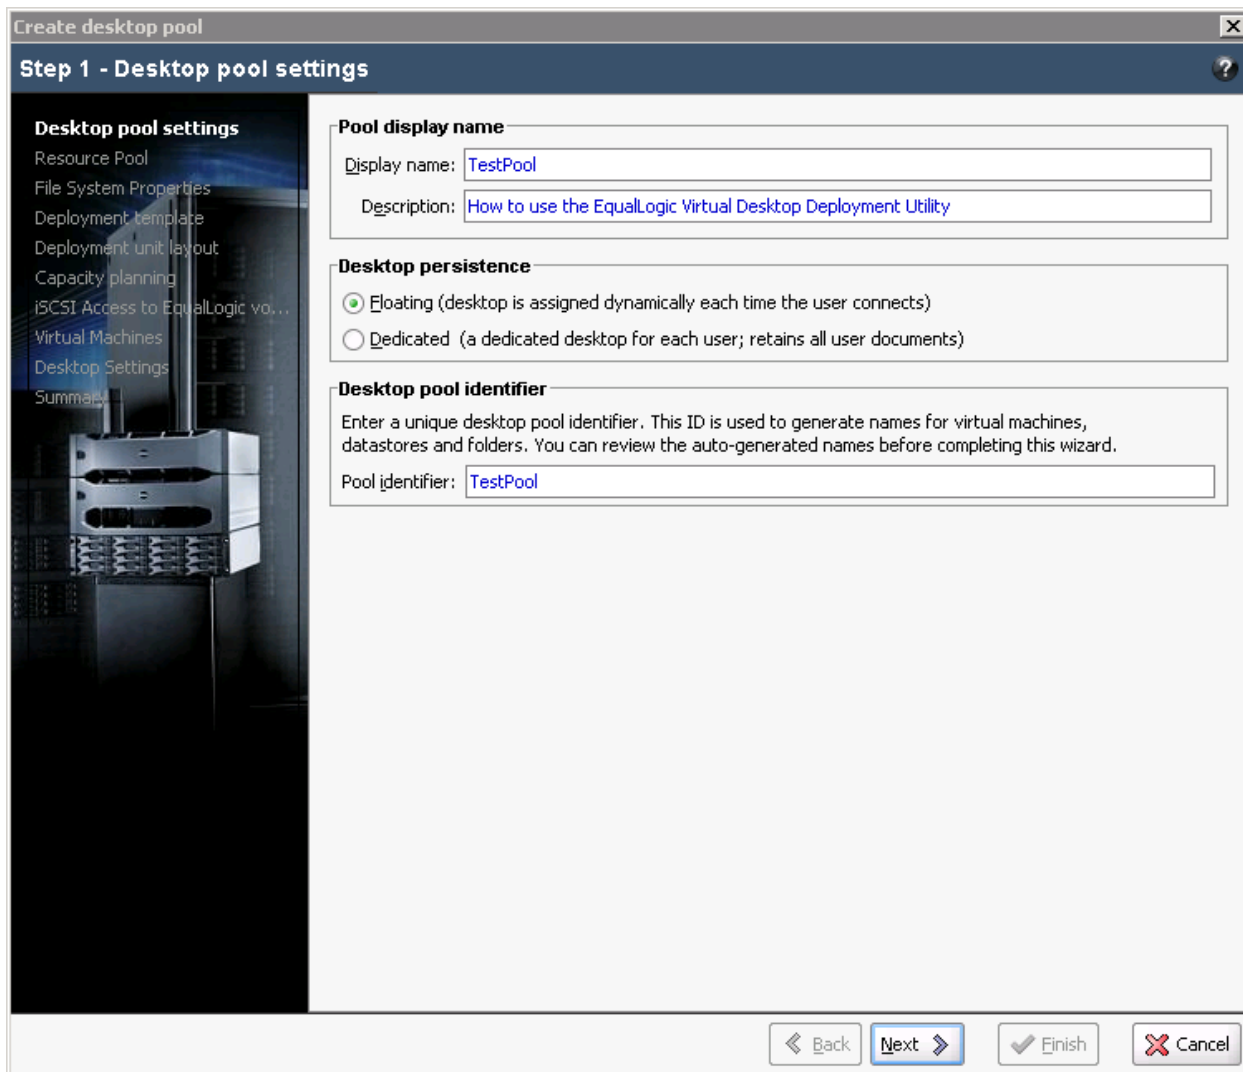 Create desktop pool
Step 1 - Desktop pool settings
?
Desktop pool settings
Resource Pool
File System Properties
Deployment template
Deployment unit layout
Capacity planning
iSCSI Access to EqualLogic vo...
Virtual Machines
Desktop Settings
Summary
Pool display name
Display name: TestPool
Description: How to use the EqualLogic Virtual Desktop Deployment Utility
Desktop persistence
Floating (desktop is assigned dynamically each time the user connects)
Dedicated (a dedicated desktop for each user; retains all user documents)
Desktop pool identifier
Enter a unique desktop pool identifier. This ID is used to generate names for virtual machines,
datastores and folders. You can review the auto-generated names before completing this wizard.
Pool identifier: TestPool
Back Next Finish Cancel